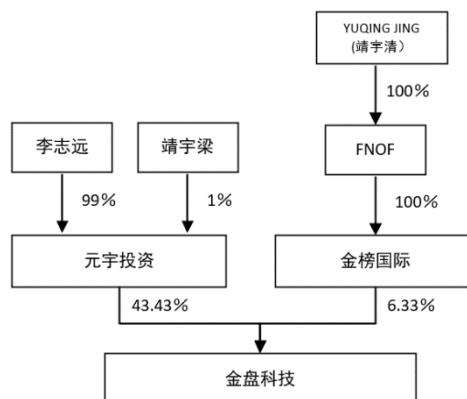 YUQING JING
(靖宇清）
100%
李志远
靖宇梁
FNOF
99%
1%
100%
元宇投资
金榜国际
43.43%
6.33%
金盘科技